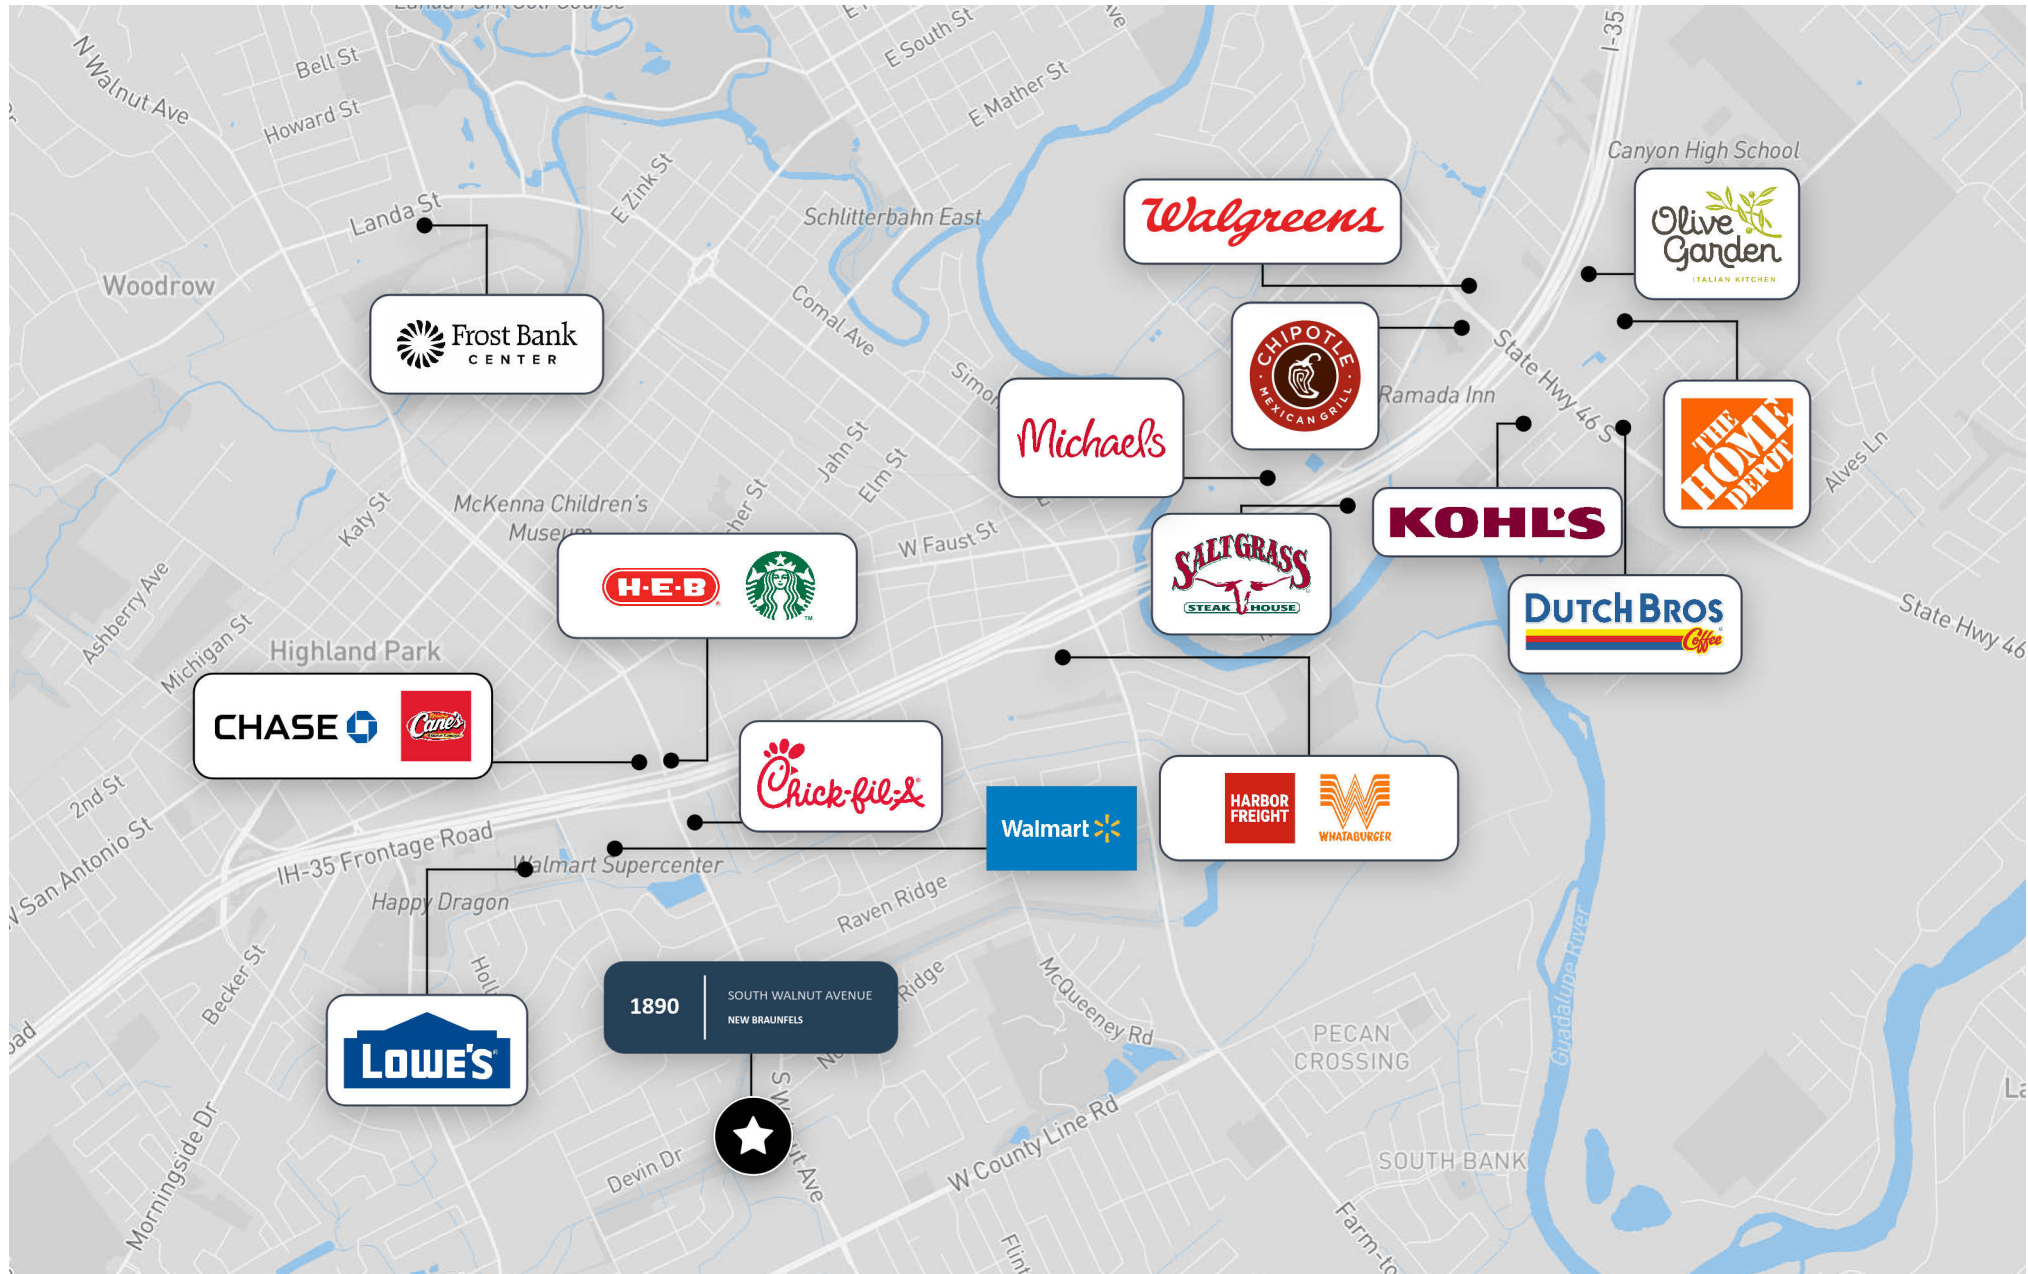 Landa Park Golf Course
N Walnut Ave
Bell St
Howard St
E South St
E Mather St
I-35
Canyon High School
Landa St
E Zink St
Schlitterbahn East
Walgreens
Olive
Garden
ITALIAN KITCHEN
Woodrow
Comal Ave
Frost Bank
CENTER
CHIPOTLE
MEXICAN GRILL
State Hwy 46 S
Ramada Inn
Michaels
THE
HOME
DEPOT
Alves Ln
Jahn St
Elm St
McKenna Children's
Museum
Katy St
W Faust St
KOHL'S
SALTGRASS
STEAK HOUSE
H-E-B
DUTCH BROS
Coffee
State Hwy 46
Ashberry Ave
Michigan St
Highland Park
CHASE
Cane's
Chick-fil-A
Walmart
HARBOR
FREIGHT
WHATABURGER
2nd St
W San Antonio St
IH-35 Frontage Road
Walmart Supercenter
Happy Dragon
Raven Ridge
Becker St
McQueeney Rd
Guadalupe River
1890
SOUTH WALNUT AVENUE
NEW BRAUNFELS
Ridge
LOWE'S
PECAN
CROSSING
W County Line Rd
Morningside Dr
Devin Dr
SOUTH BANK